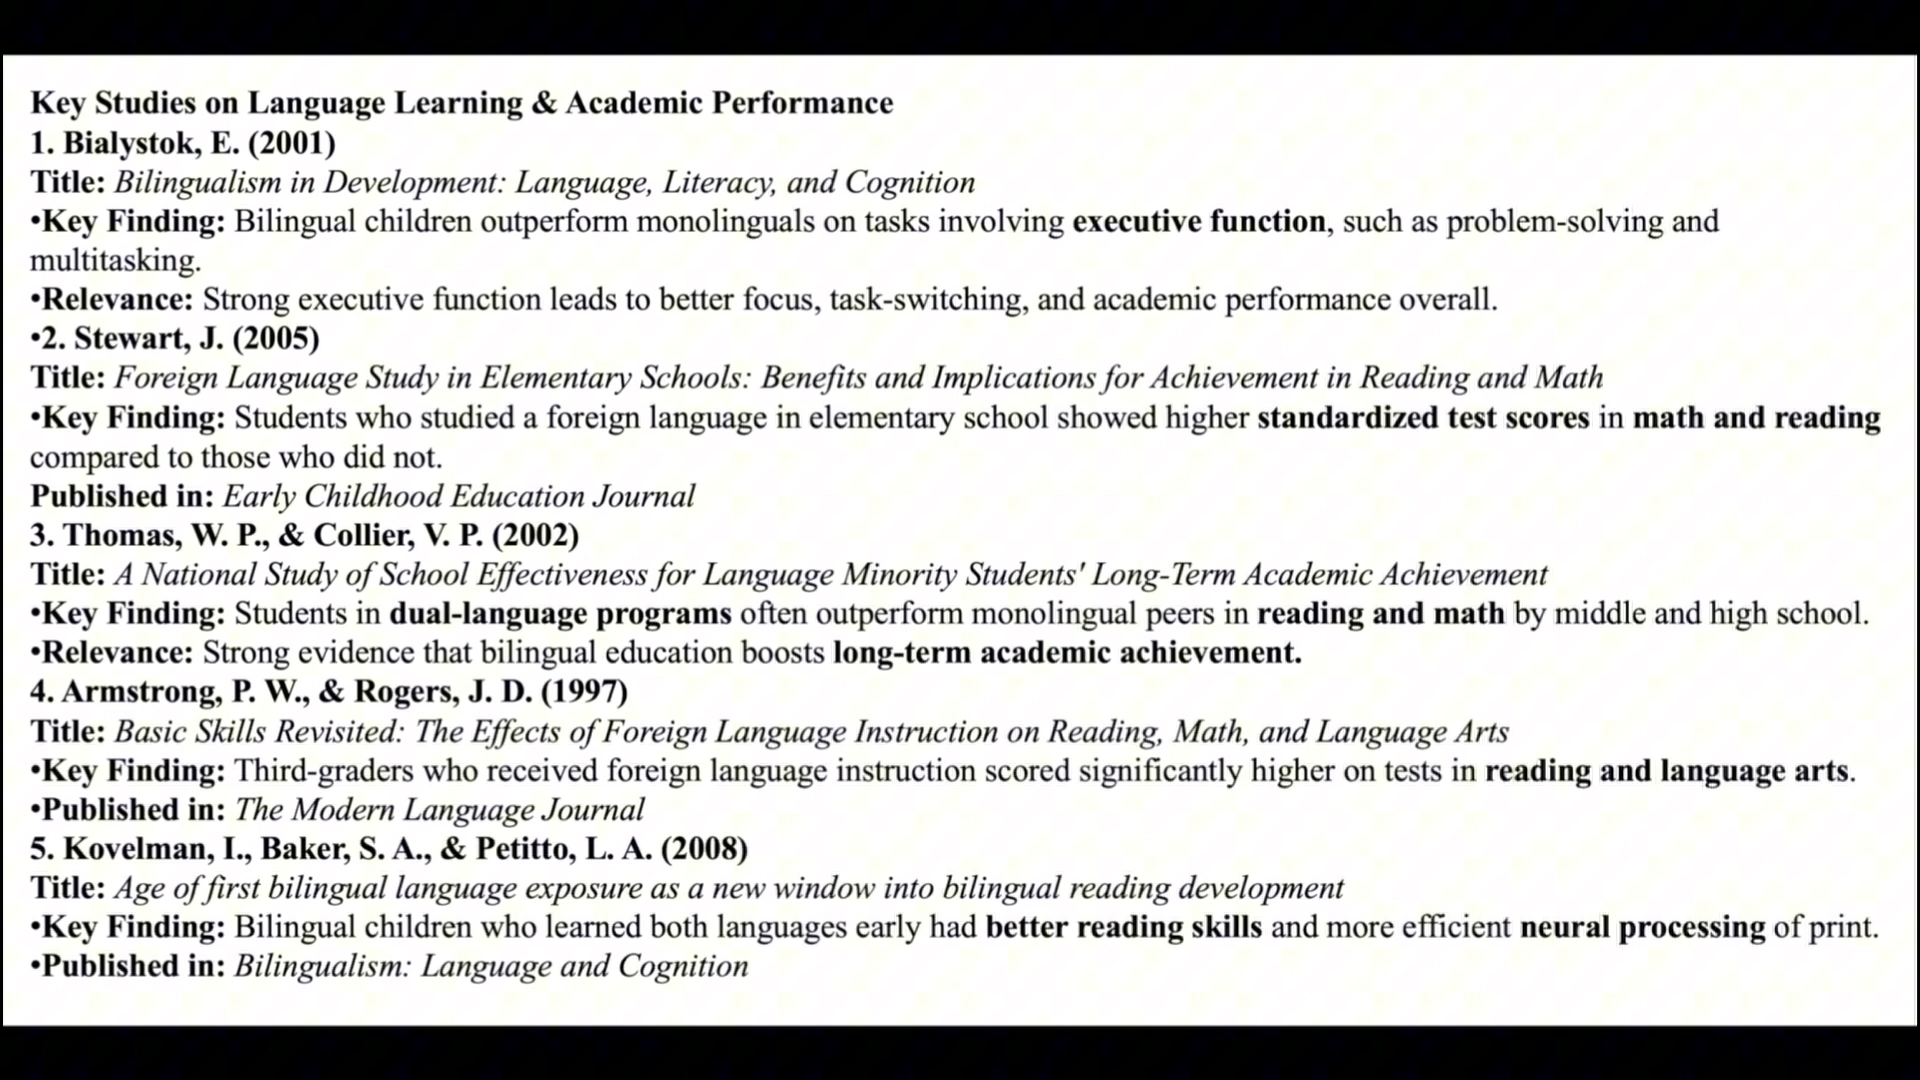 Key Studies on Language Learning & Academic Performance
1. Bialystok, E. (2001)
Title: Bilingualism in Development: Language, Literacy, and Cognition
•Key Finding: Bilingual children outperform monolinguals on tasks involving executive function, such as problem-solving and
multitasking.
•Relevance: Strong executive function leads to better focus, task-switching, and academic performance overall.
•2. Stewart, J. (2005)
Title: Foreign Language Study in Elementary Schools: Benefits and Implications for Achievement in Reading and Math
•Key Finding: Students who studied a foreign language in elementary school showed higher standardized test scores in math and reading
compared to those who did not.
Published in: Early Childhood Education Journal
3. Thomas, W. P., & Collier, V. P. (2002)
Title: A National Study of School Effectiveness for Language Minority Students' Long-Term Academic Achievement
•Key Finding: Students in dual-language programs often outperform monolingual peers in reading and math by middle and high school.
•Relevance: Strong evidence that bilingual education boosts long-term academic achievement.
4. Armstrong, P. W., & Rogers, J. D. (1997)
Title: Basic Skills Revisited: The Effects of Foreign Language Instruction on Reading, Math, and Language Arts
•Key Finding: Third-graders who received foreign language instruction scored significantly higher on tests in reading and language arts.
•Published in: The Modern Language Journal
5. Kovelman, I., Baker, S. A., & Petitto, L. A. (2008)
Title: Age of first bilingual language exposure as a new window into bilingual reading development
•Key Finding: Bilingual children who learned both languages early had better reading skills and more efficient neural processing of print.
•Published in: Bilingualism: Language and Cognition